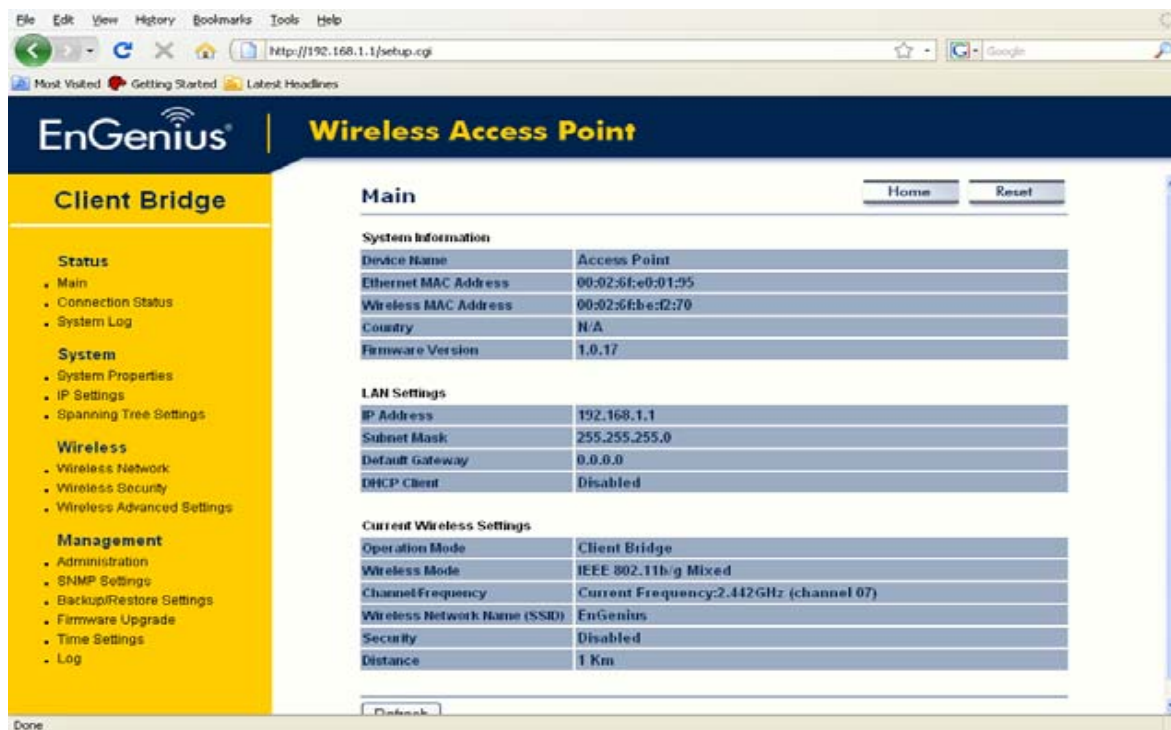 File Edit View History Bookmarks Tools Help
http://192.168.1.1/setup.cgi
Google
Most Visited Getting Started Latest Headlines
EnGenius® Wireless Access Point
Client Bridge
Status
Main
Connection Status
System Log
System
System Properties
IP Settings
Spanning Tree Settings
Wireless
Wireless Network
Wireless Security
Wireless Advanced Settings
Management
Administration
SNMP Settings
Backup/Restore Settings
Firmware Upgrade
Time Settings
Log
Main Home Reset
System Information
Device Name Access Point
Ethernet MAC Address 00:02:6f:e0:01:95
Wireless MAC Address 00:02:6f:be:f2:70
Country N/A
Firmware Version 1.0.17
LAN Settings
IP Address 192.168.1.1
Subnet Mask 255.255.255.0
Default Gateway 0.0.0.0
DHCP Client Disabled
Current Wireless Settings
Operation Mode Client Bridge
Wireless Mode IEEE 802.11b/g Mixed
Channel/Frequency Current Frequency:2.442GHz (channel 07)
Wireless Network Name (SSID) EnGenius
Security Disabled
Distance 1 Km
Refresh
Done